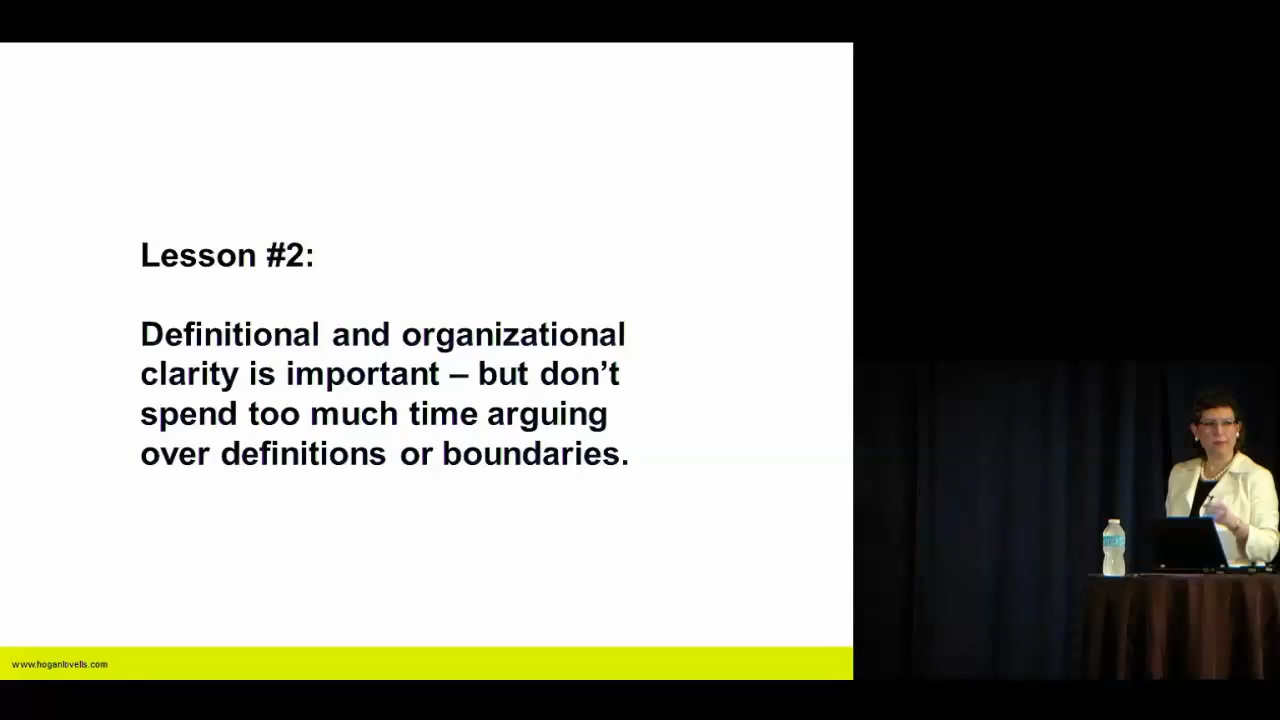 Lesson #2:
Definitional and organizational
clarity is important – but don’t
spend too much time arguing
over definitions or boundaries.
www.hoganlovells.com